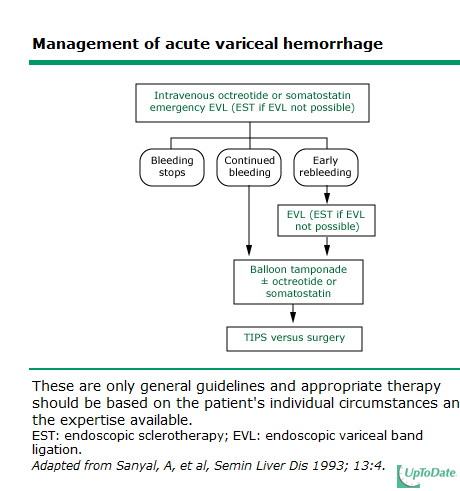 Management of acute variceal hemorrhage
Intravenous octreotide or somatostatin
emergency EVL (EST if EVL not possible)
Bleeding
stops
Continued
bleeding
Early
rebleeding
EVL (EST if EVL
not possible)
Balloon tamponade
± octreotide or
somatostatin
TIPS versus surgery
These are only general guidelines and appropriate therapy
should be based on the patient's individual circumstances an
the expertise available.
EST: endoscopic sclerotherapy; EVL: endoscopic variceal band
ligation.
Adapted from Sanyal, A, et al, Semin Liver Dis 1993; 13:4.
UpToDate